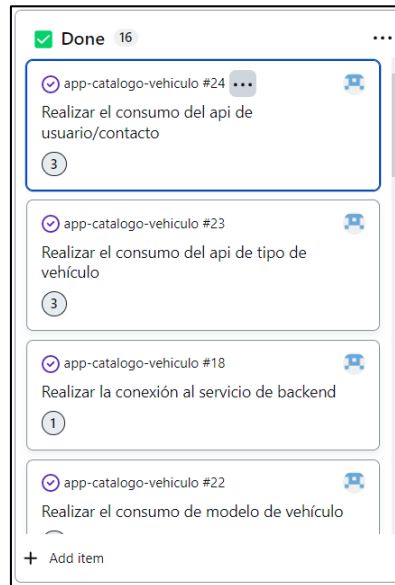 Done 16
app-catalogo-vehiculo #24
Realizar el consumo del api de
usuario/contacto
3
app-catalogo-vehiculo #23
Realizar el consumo del api de tipo de
vehículo
3
app-catalogo-vehiculo #18
Realizar la conexión al servicio de backend
1
app-catalogo-vehiculo #22
Realizar el consumo de modelo de vehículo
+ Add item